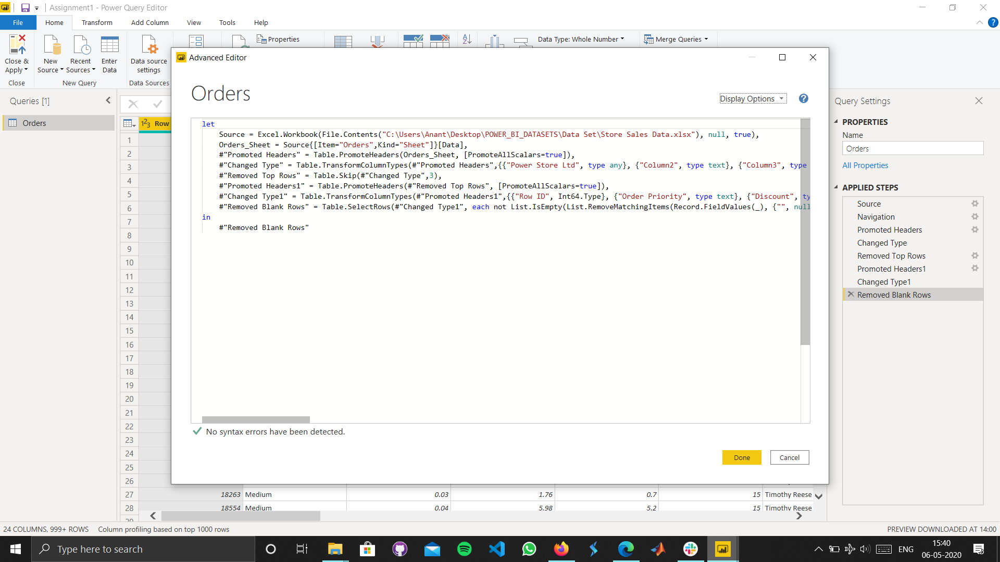 Assignment1 - Power Query Editor
File
Home
Transform
Add Column
View
Tools
Help
Close &
Apply
Close
New
Source
Recent
Sources
Enter
Data
New Query
Data source
settings
Data Sources
Properties
Data Type: Whole Number
Merge Queries
Queries [1]
Orders
Row
1
2
3
4
5
6
7
8
9
10
11
12
13
14
15
16
17
18
19
20
21
22
23
24
25
26
27 18263 Medium 0.03 1.76 0.7 15 Timothy Reese
28 18554 Medium 0.04 5.98 5.2 15 Timothy Reese
Advanced Editor
Orders
Display Options
let
Source = Excel.Workbook(File.Contents("C:\Users\Anant\Desktop\POWER_BI_DATASETS\Data Set\Store Sales Data.xlsx"), null, true),
Orders_Sheet = Source{[Item="Orders",Kind="Sheet"]}[Data],
#"Promoted Headers" = Table.PromoteHeaders(Orders_Sheet, [PromoteAllScalars=true]),
#"Changed Type" = Table.TransformColumnTypes(#"Promoted Headers",{{"Power Store Ltd", type any}, {"Column2", type text}, {"Column3", type
#"Removed Top Rows" = Table.Skip(#"Changed Type",3),
#"Promoted Headers1" = Table.PromoteHeaders(#"Removed Top Rows", [PromoteAllScalars=true]),
#"Changed Type1" = Table.TransformColumnTypes(#"Promoted Headers1",{{"Row ID", Int64.Type}, {"Order Priority", type text}, {"Discount", ty
#"Removed Blank Rows" = Table.SelectRows(#"Changed Type1", each not List.IsEmpty(List.RemoveMatchingItems(Record.FieldValues(_), {"", null
in
#"Removed Blank Rows"
No syntax errors have been detected.
Done
Cancel
Query Settings
PROPERTIES
Name
Orders
All Properties
APPLIED STEPS
Source
Navigation
Promoted Headers
Changed Type
Removed Top Rows
Promoted Headers1
Changed Type1
Removed Blank Rows
24 COLUMNS, 999+ ROWS
Column profiling based on top 1000 rows
PREVIEW DOWNLOADED AT 14:00
Type here to search
ENG
15:40
06-05-2020